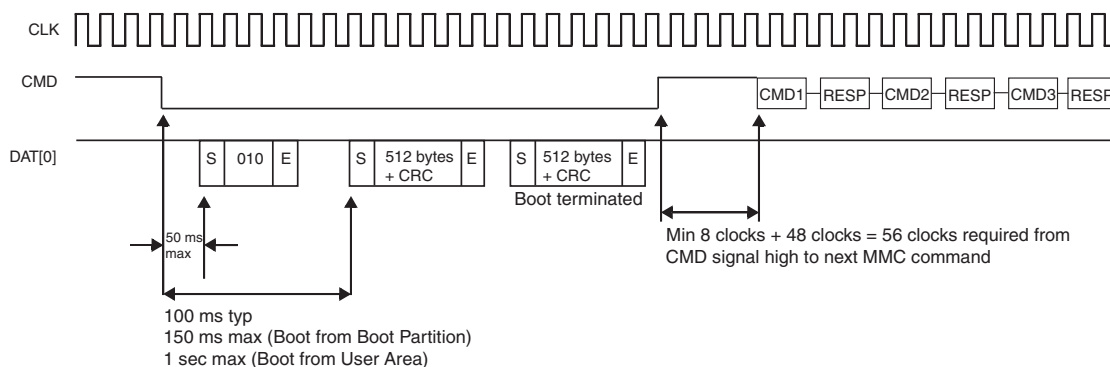 CLK
CMD
CMD1 RESP CMD2 RESP CMD3 RESP
DAT[0]
S 010 E S 512 bytes + CRC E S 512 bytes + CRC E
Boot terminated
50 ms
max
Min 8 clocks + 48 clocks = 56 clocks required from
CMD signal high to next MMC command
100 ms typ
150 ms max (Boot from Boot Partition)
1 sec max (Boot from User Area)